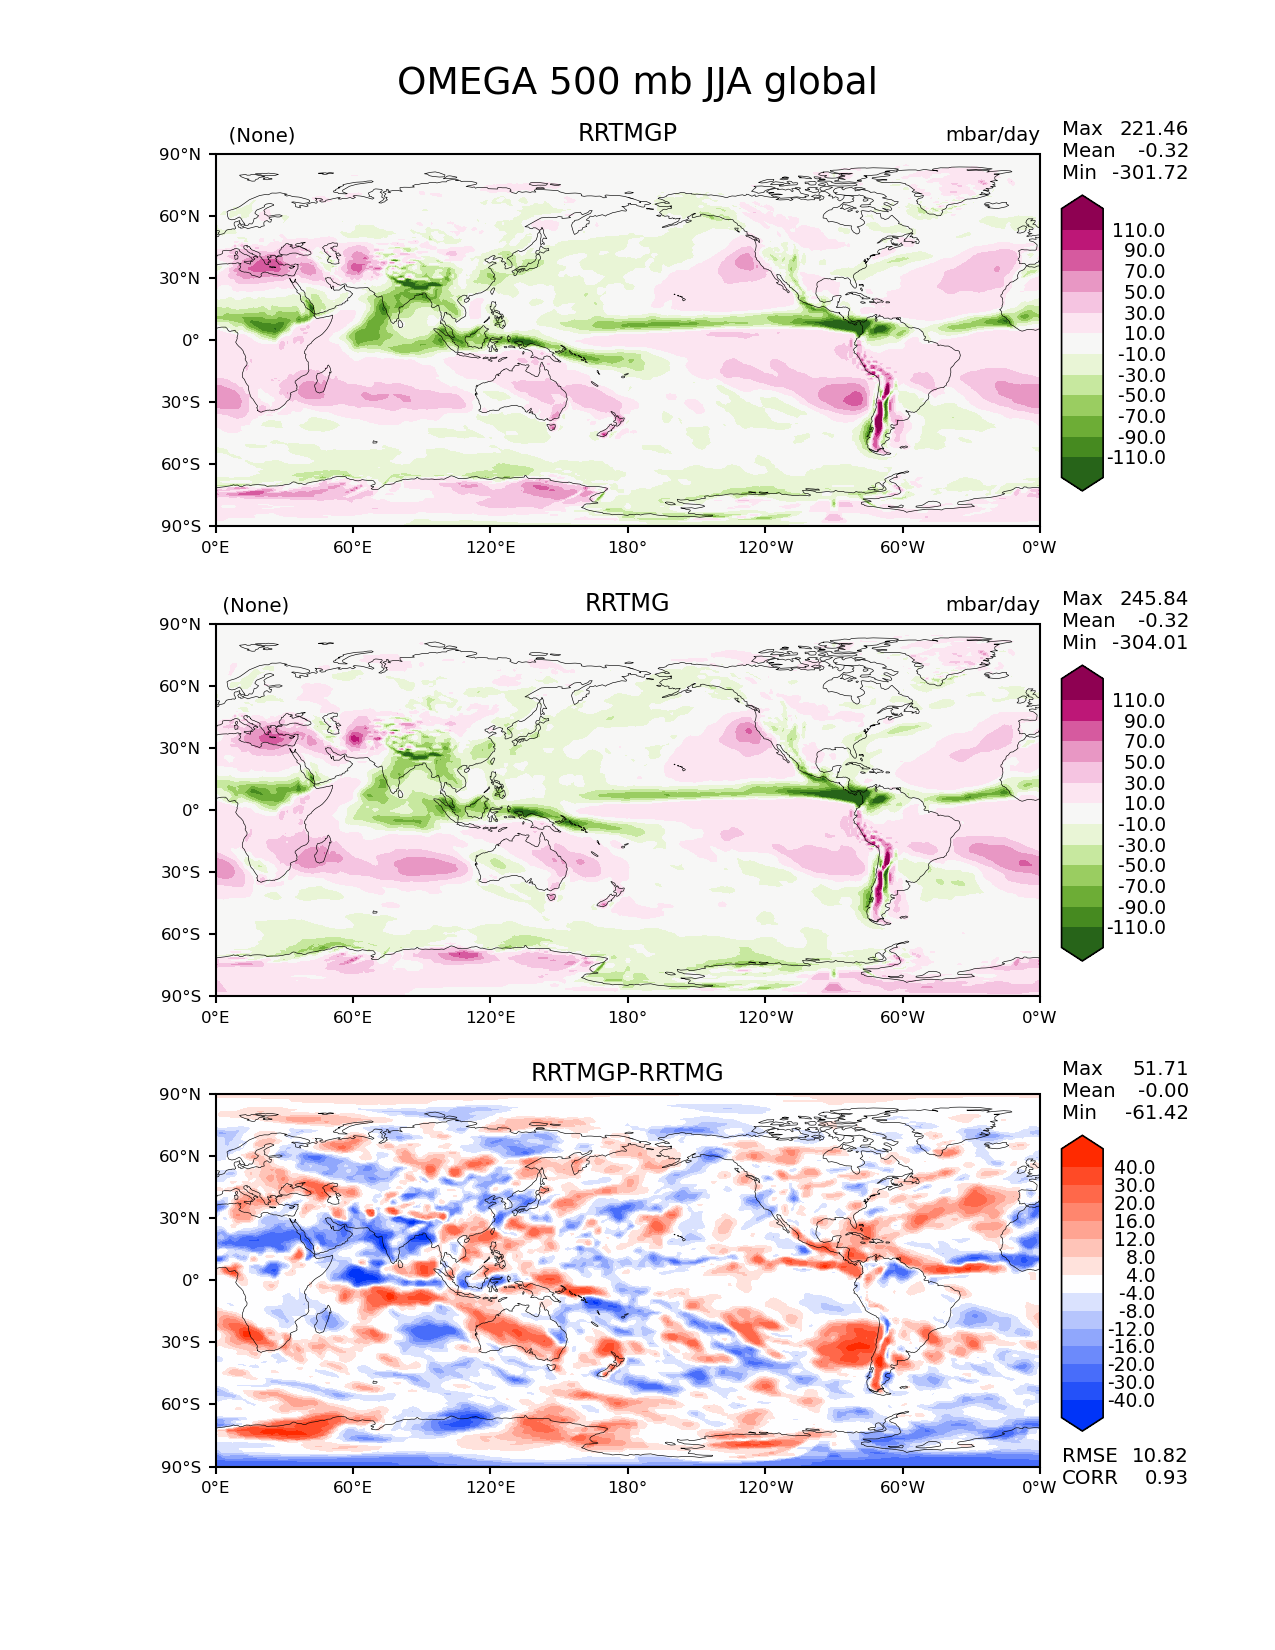 OMEGA 500 mb JJA global
(None) RRTMGP mbar/day
Max 221.46
Mean -0.32
Min -301.72
90°N
60°N
30°N
0°
30°S
60°S
90°S
0°E 60°E 120°E 180° 120°W 60°W 0°W
110.0
90.0
70.0
50.0
30.0
10.0
-10.0
-30.0
-50.0
-70.0
-90.0
-110.0
(None) RRTMG mbar/day
Max 245.84
Mean -0.32
Min -304.01
90°N
60°N
30°N
0°
30°S
60°S
90°S
0°E 60°E 120°E 180° 120°W 60°W 0°W
110.0
90.0
70.0
50.0
30.0
10.0
-10.0
-30.0
-50.0
-70.0
-90.0
-110.0
RRTMGP-RRTMG
Max 51.71
Mean -0.00
Min -61.42
90°N
60°N
30°N
0°
30°S
60°S
90°S
0°E 60°E 120°E 180° 120°W 60°W 0°W
40.0
30.0
20.0
16.0
12.0
8.0
4.0
-4.0
-8.0
-12.0
-16.0
-20.0
-30.0
-40.0
RMSE 10.82
CORR 0.93